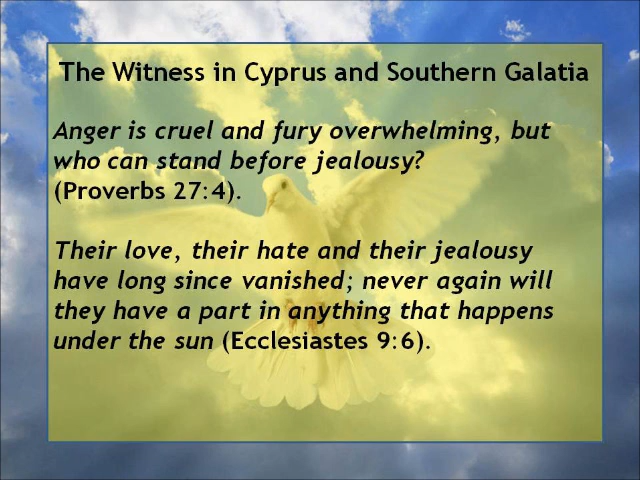 The Witness in Cyprus and Southern Galatia
Anger is cruel and fury overwhelming, but
who can stand before jealousy?
(Proverbs 27:4).
Their love, their hate and their jealousy
have long since vanished; never again will
they have a part in anything that happens
under the sun (Ecclesiastes 9:6).